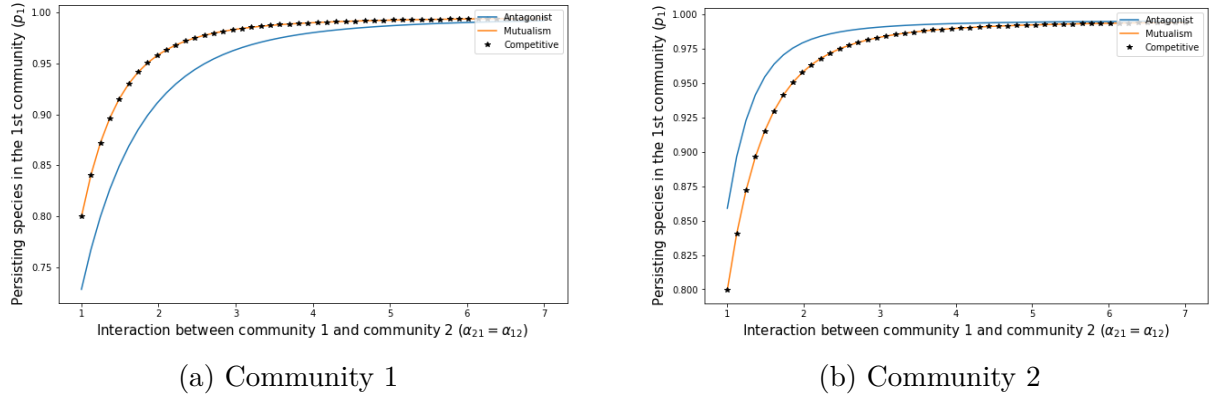 Persisting species in the 1st community (p₁)
1.00
0.95
0.90
0.85
0.80
0.75
Antagonist
Mutualism
Competitive
1 2 3 4 5 6 7
Interaction between community 1 and community 2 (α₂₁ = α₁₂)
(a) Community 1
Persisting species in the 1st community (p₁)
1.000
0.975
0.950
0.925
0.900
0.875
0.850
0.825
0.800
Antagonist
Mutualism
Competitive
1 2 3 4 5 6 7
Interaction between community 1 and community 2 (α₂₁ = α₁₂)
(b) Community 2